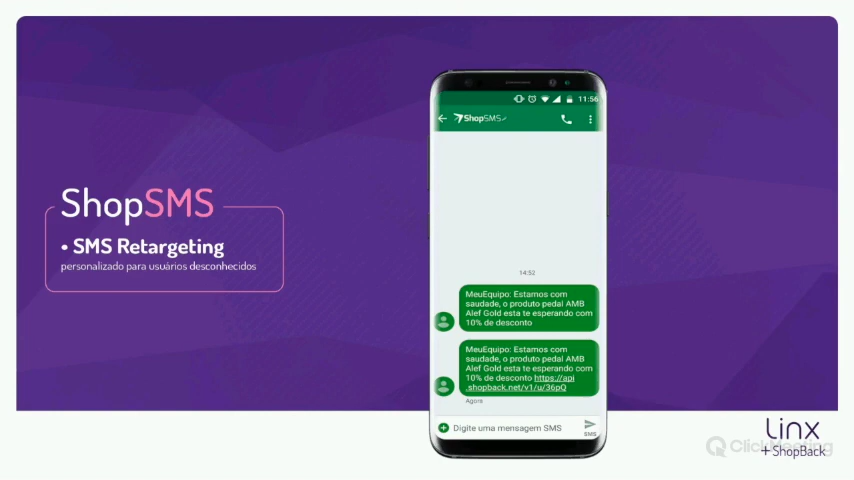 ShopSMS
• SMS Retargeting
personalizado para usuários desconhecidos
11:56
ShopSMS
14:52
MeuEquipo: Estamos com
saudade, o produto pedal AMB
Alef Gold esta te esperando com
10% de desconto
MeuEquipo: Estamos com
saudade, o produto pedal AMB
Alef Gold esta te esperando com
10% de desconto https://api
.shopback.net/v1/u/36pQ
Agora
Digite uma mensagem SMS
SMS
Linx
+ShopBack
ClickMeeting